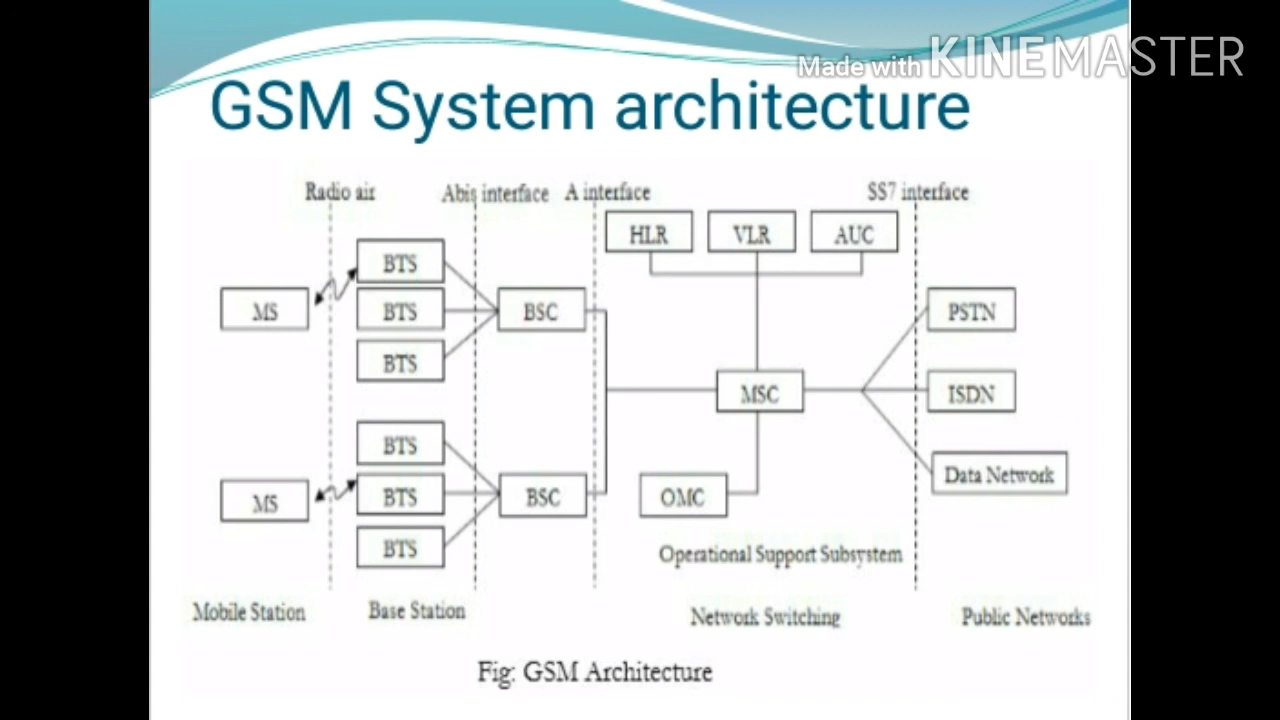 Made with KINEMASTER
GSM System architecture
Radio air
Abis interface
A interface
SS7 interface
HLR
VLR
AUC
BTS
MS
BTS
BSC
PSTN
BTS
MSC
ISDN
BTS
Data Network
MS
BTS
BSC
OMC
BTS
Operational Support Subsystem
Mobile Station
Base Station
Network Switching
Public Networks
Fig: GSM Architecture